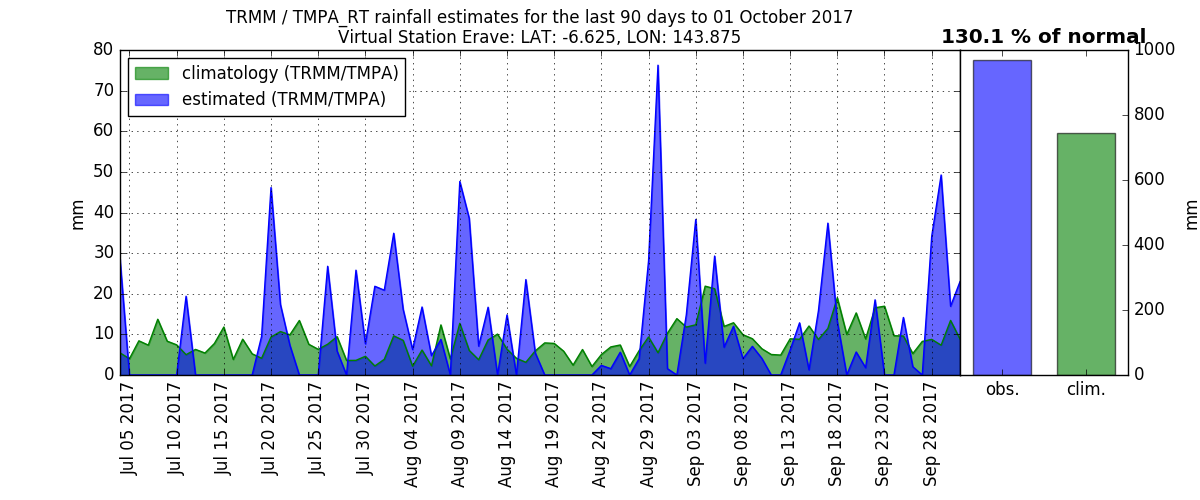 TRMM / TMPA_RT rainfall estimates for the last 90 days to 01 October 2017
Virtual Station Erave: LAT: -6.625, LON: 143.875
130.1 % of normal
climatology (TRMM/TMPA)
estimated (TRMM/TMPA)
80
70
60
50
40
30
20
10
0
mm
Jul 05 2017
Jul 10 2017
Jul 15 2017
Jul 20 2017
Jul 25 2017
Jul 30 2017
Aug 04 2017
Aug 09 2017
Aug 14 2017
Aug 19 2017
Aug 24 2017
Aug 29 2017
Sep 03 2017
Sep 08 2017
Sep 13 2017
Sep 18 2017
Sep 23 2017
Sep 28 2017
obs.
clim.
1000
800
600
400
200
0
mm